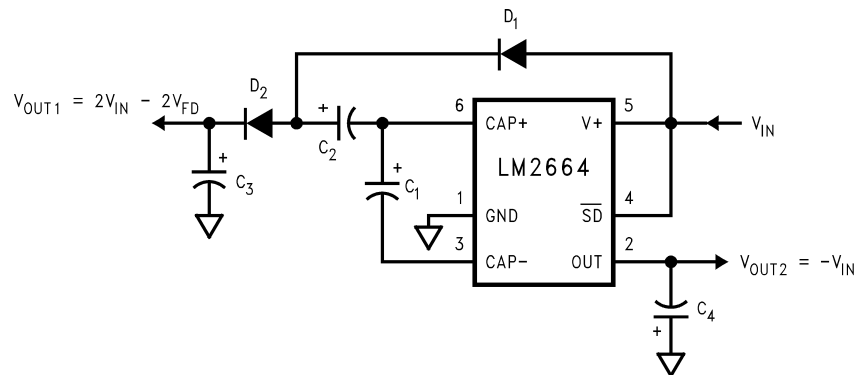 D1
VOUT1 = 2VIN - 2VFD
D2
+
C2
6
CAP+
V+
5
VIN
LM2664
+
C3
+
C1
1
GND
SD
4
3
CAP-
OUT
2
VOUT2 = -VIN
C4
+